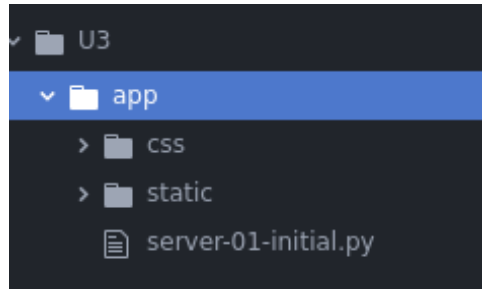 U3
app
css
static
server-01-initial.py